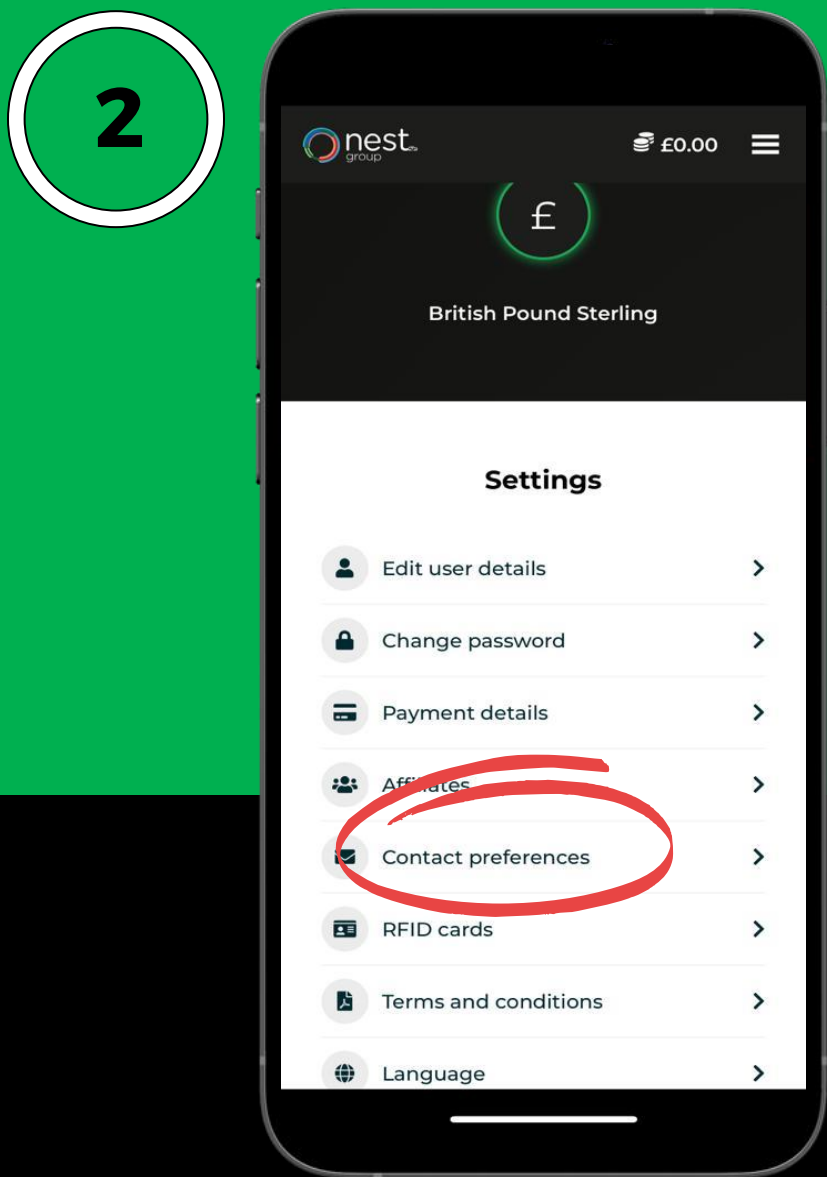 2
nest
group
£0.00
£
British Pound Sterling
Settings
Edit user details
Change password
Payment details
Affiliates
Contact preferences
RFID cards
Terms and conditions
Language